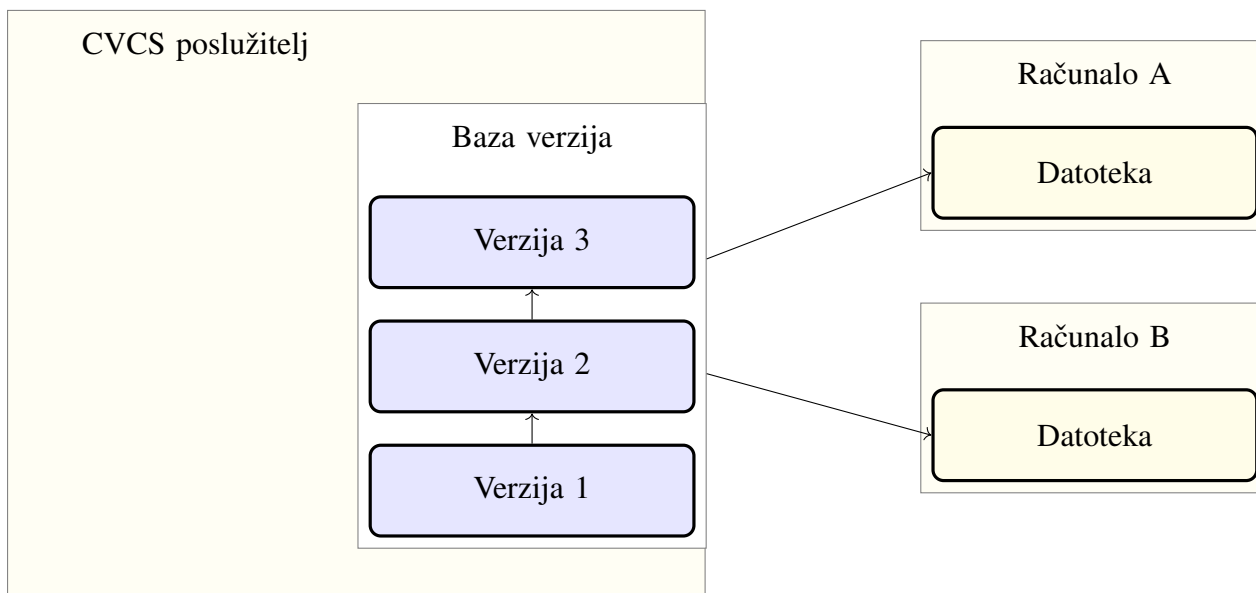 CVCS poslužitelj
Baza verzija
Verzija 3
Verzija 2
Verzija 1
Računalo A
Datoteka
Računalo B
Datoteka